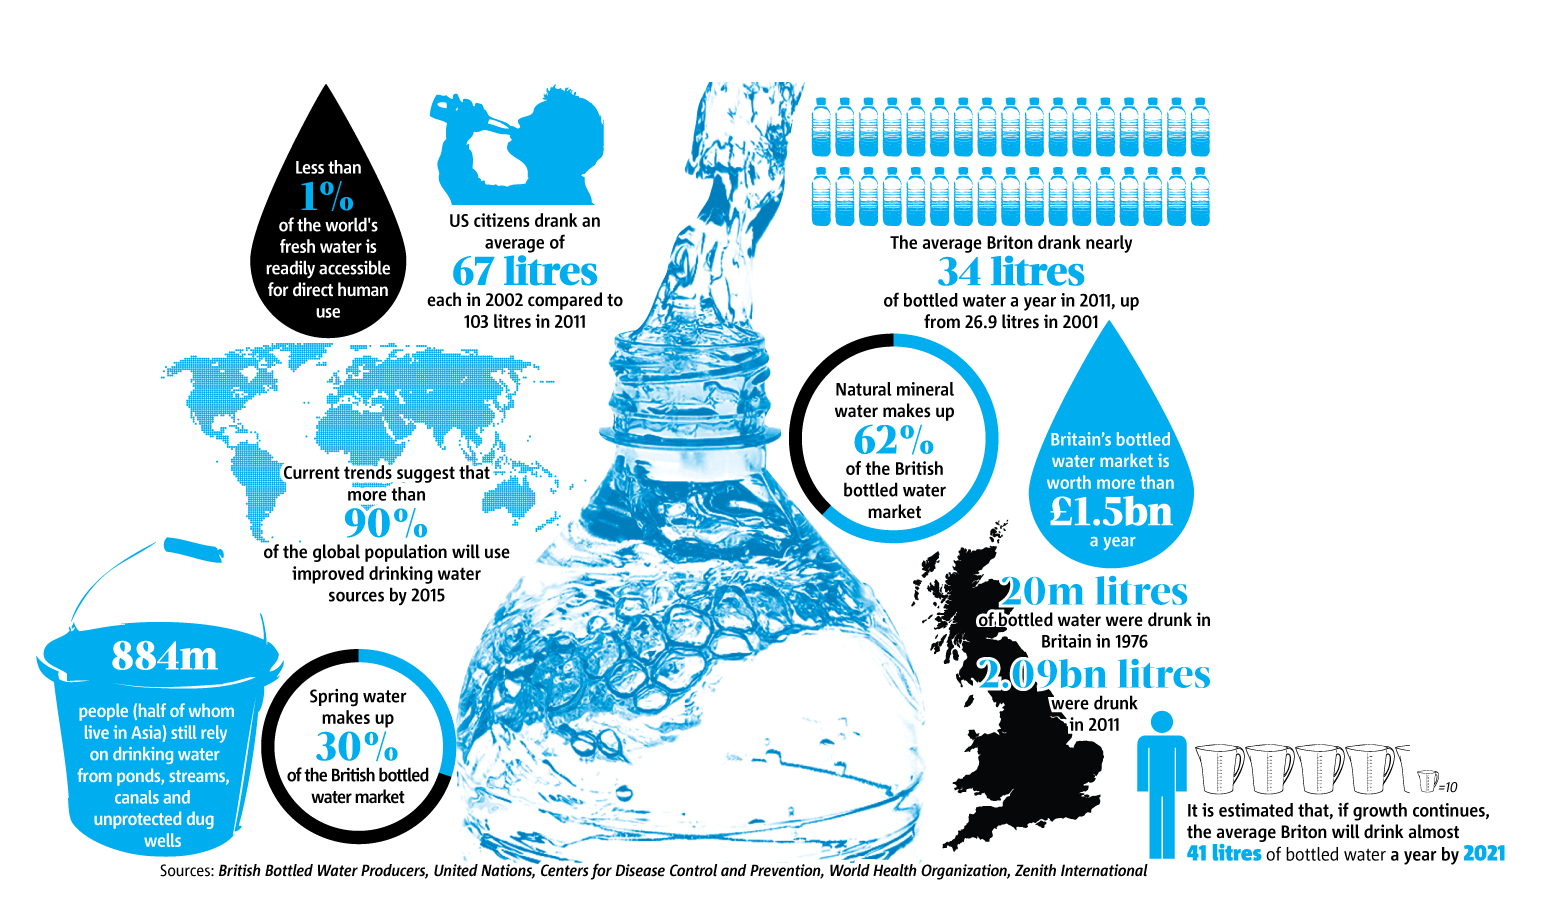 Less than
1%
of the world's
fresh water is
readily accessible
for direct human
use
US citizens drank an
average of
67 litres
each in 2002 compared to
103 litres in 2011
The average Briton drank nearly
34 litres
of bottled water a year in 2011, up
from 26.9 litres in 2001
Current trends suggest that
more than
90%
of the global population will use
improved drinking water
sources by 2015
Natural mineral
water makes up
62%
of the British
bottled water
market
Britain's bottled
water market is
worth more than
£1.5bn
a year
884m
people (half of whom
live in Asia) still rely
on drinking water
from ponds, streams,
canals and
unprotected dug
wells
Spring water
makes up
30%
of the British bottled
water market
20m litres
of bottled water were drunk in
Britain in 1976
2.09bn litres
were drunk
in 2011
=10
It is estimated that, if growth continues,
the average Briton will drink almost
41 litres of bottled water a year by 2021
Sources: British Bottled Water Producers, United Nations, Centers for Disease Control and Prevention, World Health Organization, Zenith International